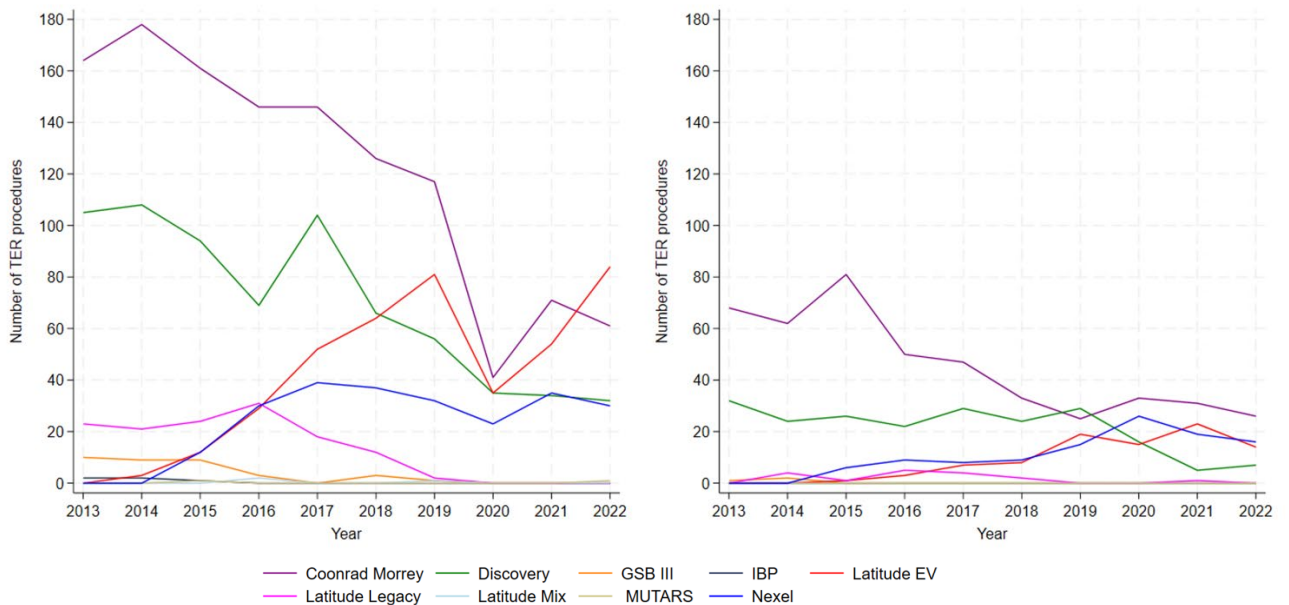 180
160
140
120
100
80
60
40
20
0
Number of TER procedures
2013 2014 2015 2016 2017 2018 2019 2020 2021 2022
Year
180
160
140
120
100
80
60
40
20
0
Number of TER procedures
2013 2014 2015 2016 2017 2018 2019 2020 2021 2022
Year
Coonrad Morrey Discovery GSB III IBP Latitude EV
Latitude Legacy Latitude Mix MUTARS Nexel